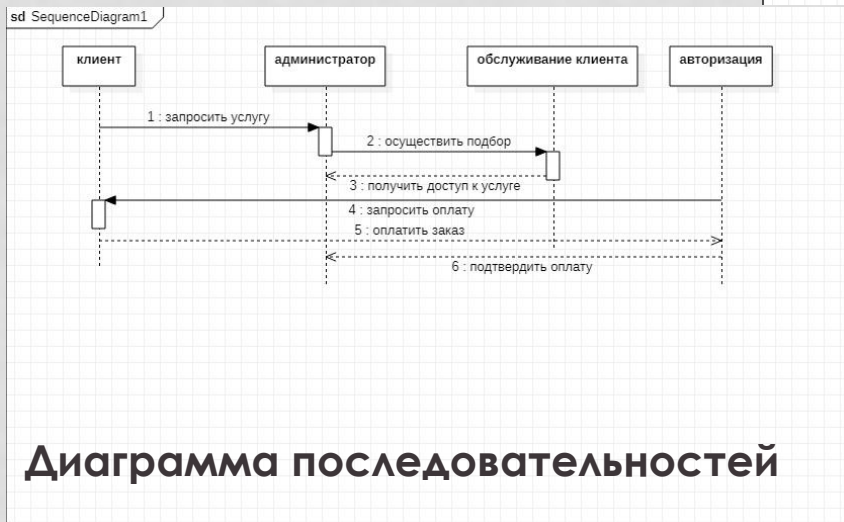 sd SequenceDiagram1
клиент
администратор
обслуживание клиента
авторизация
1 : запросить услугу
2 : осуществить подбор
3 : получить доступ к услуге
4 : запросить оплату
5 : оплатить заказ
6 : подтвердить оплату
Диаграмма последовательностей